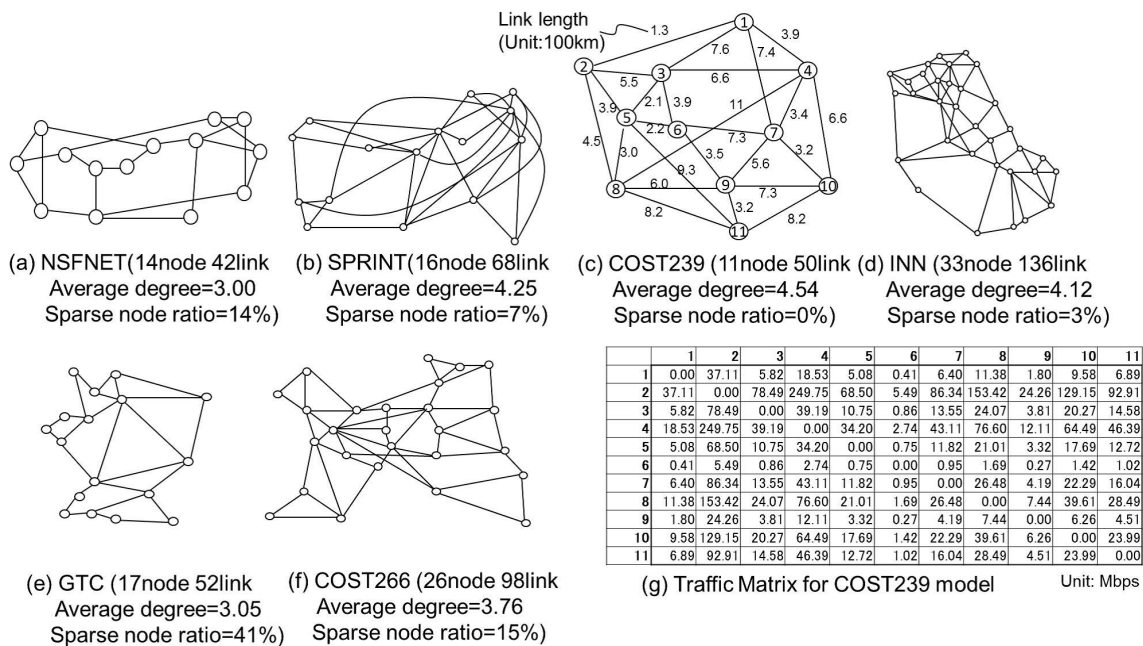 Link length
(Unit:100km)
1.3
7.6
7.4
3.9
5.5
6.6
3.9
2.1
3.9
11
3.4
6.6
4.5
2.2
7.3
3.0
3.5
5.6
3.2
9.3
6.0
7.3
8.2
3.2
8.2
1
2
3
4
5
6
7
8
9
10
11
(a) NSFNET(14node 42link
Average degree=3.00
Sparse node ratio=14%)
(b) SPRINT(16node 68link
Average degree=4.25
Sparse node ratio=7%)
(c) COST239 (11node 50link
Average degree=4.54
Sparse node ratio=0%)
(d) INN (33node 136link
Average degree=4.12
Sparse node ratio=3%)
1 2 3 4 5 6 7 8 9 10 11
1 0.00 37.11 5.82 18.53 5.08 0.41 6.40 11.38 1.80 9.58 6.89
2 37.11 0.00 78.49 249.75 68.50 5.49 86.34 153.42 24.26 129.15 92.91
3 5.82 78.49 0.00 39.19 10.75 0.86 13.55 24.07 3.81 20.27 14.58
4 18.53 249.75 39.19 0.00 34.20 2.74 43.11 76.60 12.11 64.49 46.39
5 5.08 68.50 10.75 34.20 0.00 0.75 11.82 21.01 3.32 17.69 12.72
6 0.41 5.49 0.86 2.74 0.75 0.00 0.95 1.69 0.27 1.42 1.02
7 6.40 86.34 13.55 43.11 11.82 0.95 0.00 26.48 4.19 22.29 16.04
8 11.38 153.42 24.07 76.60 21.01 1.69 26.48 0.00 7.44 39.61 28.49
9 1.80 24.26 3.81 12.11 3.32 0.27 4.19 7.44 0.00 6.26 4.51
10 9.58 129.15 20.27 64.49 17.69 1.42 22.29 39.61 6.26 0.00 23.99
11 6.89 92.91 14.58 46.39 12.72 1.02 16.04 28.49 4.51 23.99 0.00
(e) GTC (17node 52link
Average degree=3.05
Sparse node ratio=41%)
(f) COST266 (26node 98link
Average degree=3.76
Sparse node ratio=15%)
(g) Traffic Matrix for COST239 model
Unit: Mbps